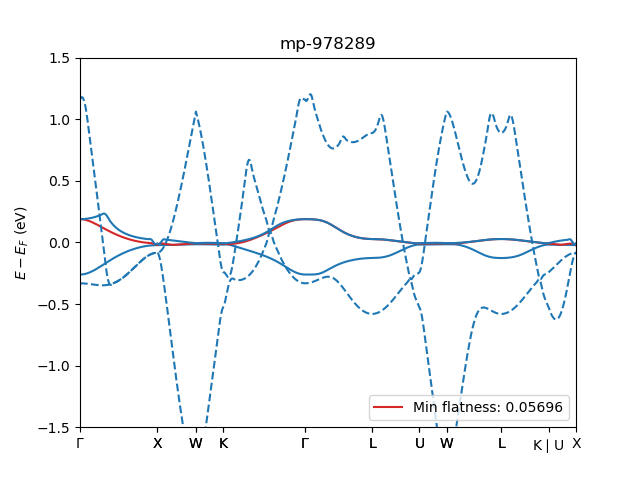 mp-978289
E − E_F (eV)
1.5
1.0
0.5
0.0
−0.5
−1.0
−1.5
Min flatness: 0.05696
Γ X W K Γ L U W L K | U X